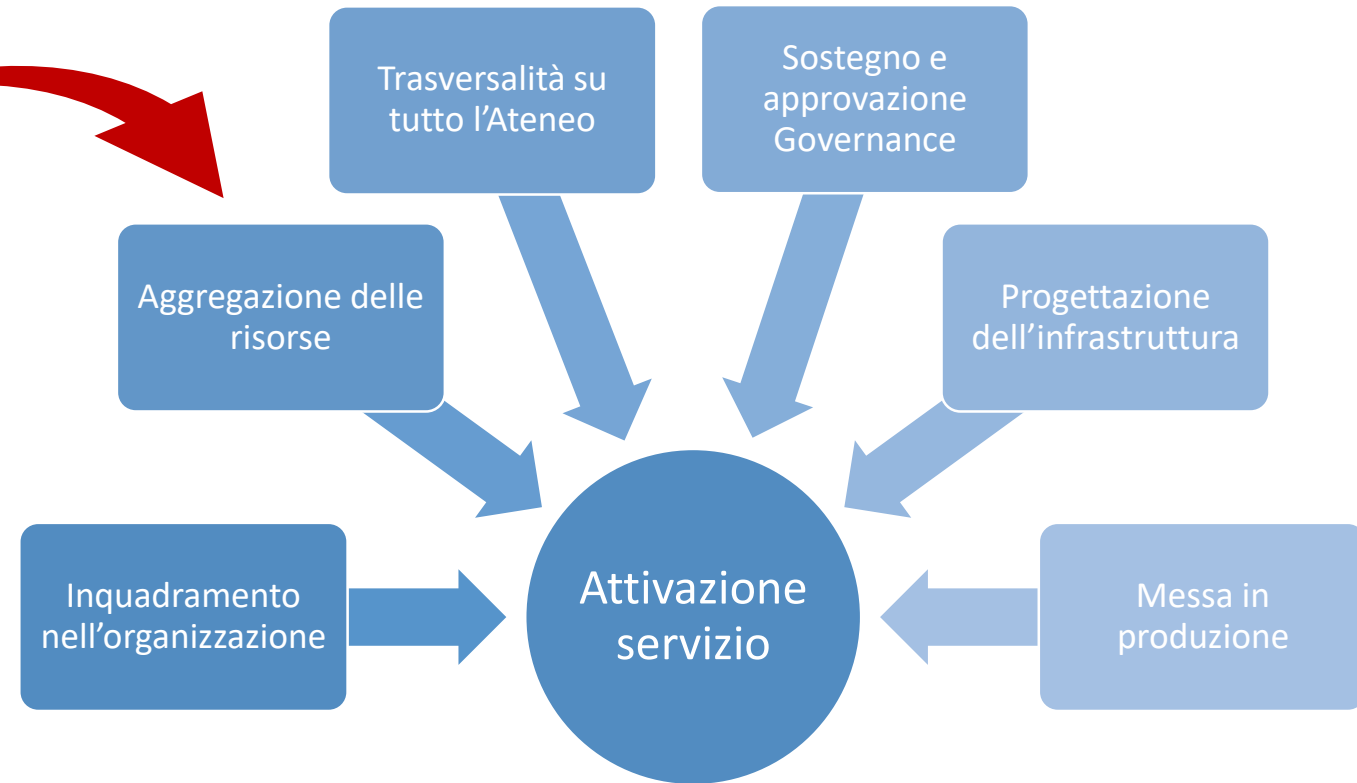 Trasversalità su
tutto l’Ateneo
Sostegno e
approvazione
Governance
Aggregazione delle
risorse
Progettazione
dell’infrastruttura
Inquadramento
nell’organizzazione
Attivazione
servizio
Messa in
produzione